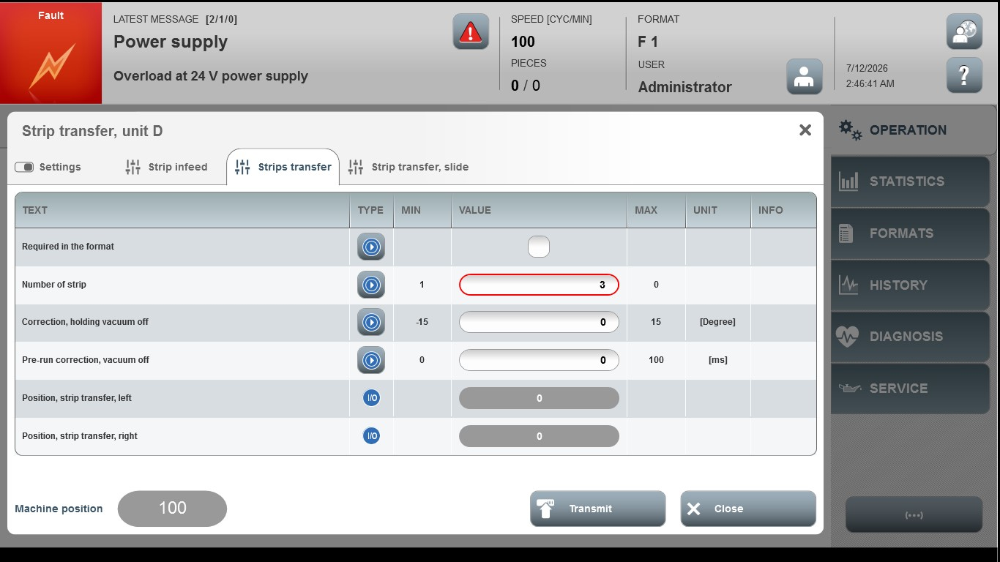 Fault
LATEST MESSAGE [2/1/0]
Power supply
Overload at 24 V power supply
SPEED [CYC/MIN]
100
PIECES
0 / 0
FORMAT
F 1
USER
Administrator
7/12/2026
2:46:41 AM
?
Strip transfer, unit D
Settings
Strip infeed
Strips transfer
Strip transfer, slide
TEXT TYPE MIN VALUE MAX UNIT INFO
Required in the format
Number of strip 1 3 0
Correction, holding vacuum off -15 0 15 [Degree]
Pre-run correction, vacuum off 0 0 100 [ms]
Position, strip transfer, left I/O 0
Position, strip transfer, right I/O 0
Machine position 100
Transmit
Close
OPERATION
STATISTICS
FORMATS
HISTORY
DIAGNOSIS
SERVICE
(•••)